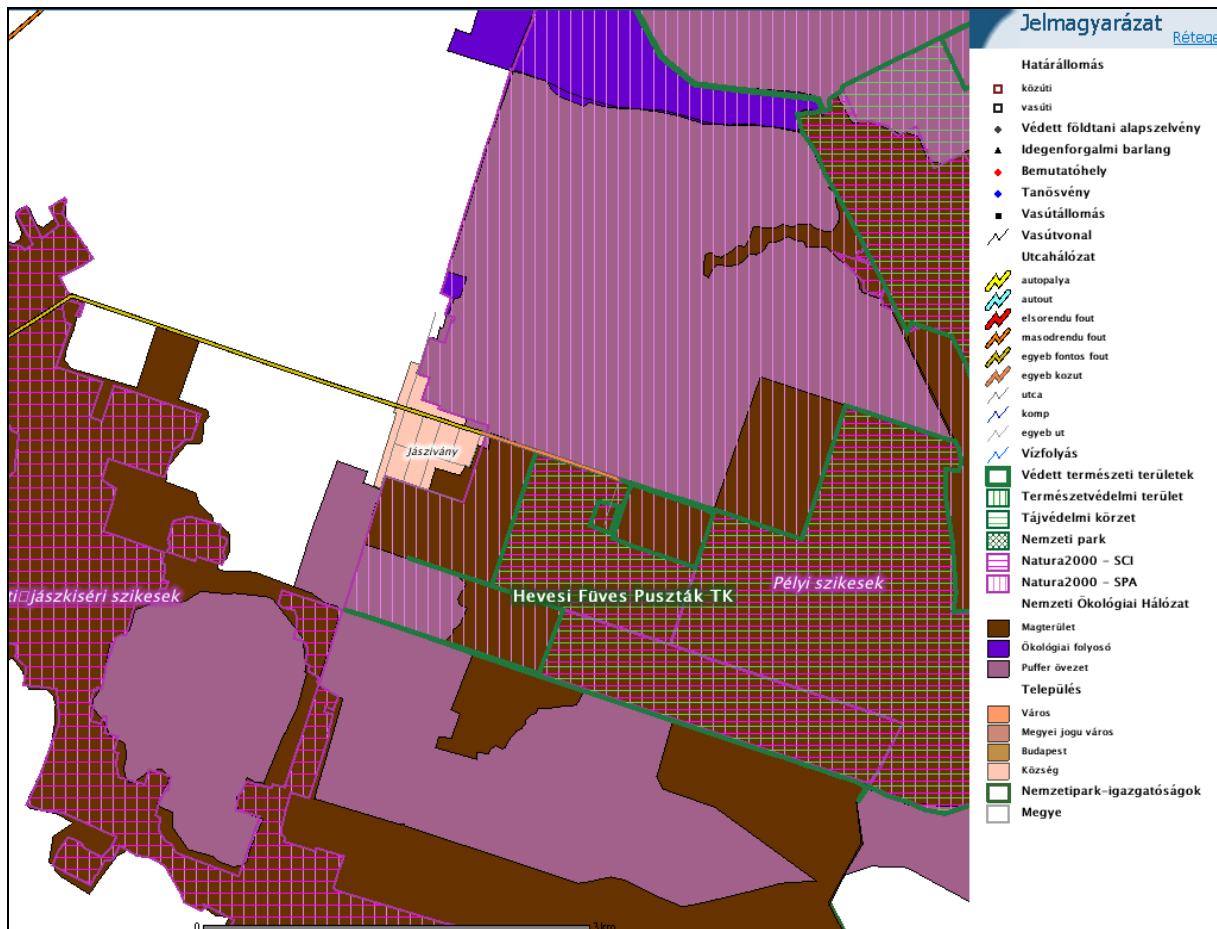 Jászivány
jászkiséri szikesek
Hevesi Füves Puszták TK
Pélyi szikesek
0
3km
Jelmagyarázat
Rétege
Határállomás
közúti
vasúti
Védett földtani alapszelvény
Idegenforgalmi barlang
Bemutatóhely
Tanösvény
Vasútállomás
Vasútvonal
Utcahálózat
autopalya
autout
elsorendu fout
masodrendu fout
egyeb fontos fout
egyeb kozut
utca
komp
egyeb ut
Vízfolyás
Védett természeti területek
Természetvédelmi terület
Tájvédelmi körzet
Nemzeti park
Natura2000 - SCI
Natura2000 - SPA
Nemzeti Ökológiai Hálózat
Magterület
Ökológiai folyosó
Puffer övezet
Település
Város
Megyei jogu város
Budapest
Község
Nemzetipark-igazgatóságok
Megye